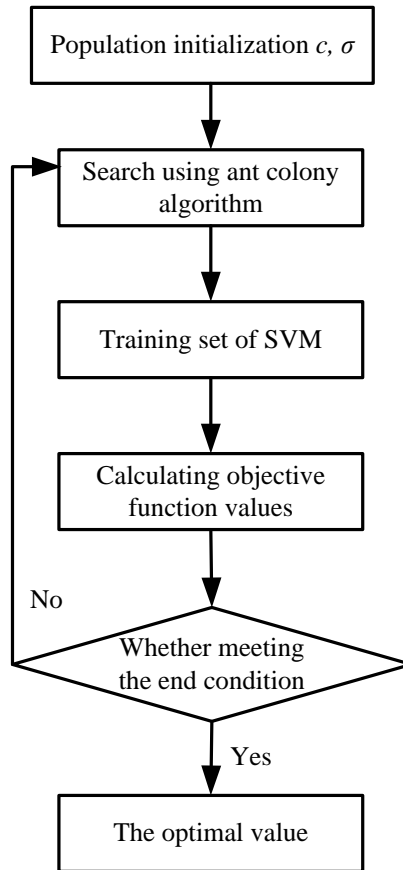 Population initialization c, σ
Search using ant colony
algorithm
Training set of SVM
Calculating objective
function values
No
Whether meeting
the end condition
Yes
The optimal value